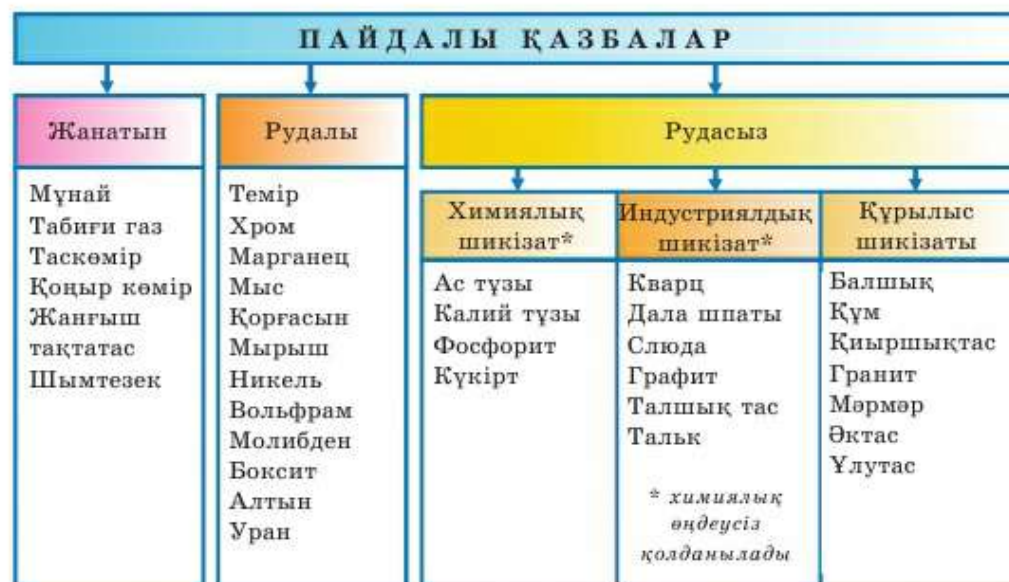 ПАЙДАЛЫ ҚАЗБАЛАР
Жанатын
Мұнай
Табиғи газ
Таскөмір
Қоңыр көмір
Жанғыш
тақтатас
Шымтезек
Рудалы
Темір
Хром
Марганец
Мыс
Қорғасын
Мырыш
Никель
Вольфрам
Молибден
Боксит
Алтын
Уран
Рудасыз
Химиялық
шикізат*
Ас тұзы
Калий тұзы
Фосфорит
Күкірт
Индустриялдық
шикізат*
Кварц
Дала шпаты
Слюда
Графит
Талшық тас
Тальк
* химиялық
өңдеусіз
қолданылады
Құрылыс
шикізаты
Балшық
Құм
Қиыршықтас
Гранит
Мәрмәр
Әктас
Ұлутас